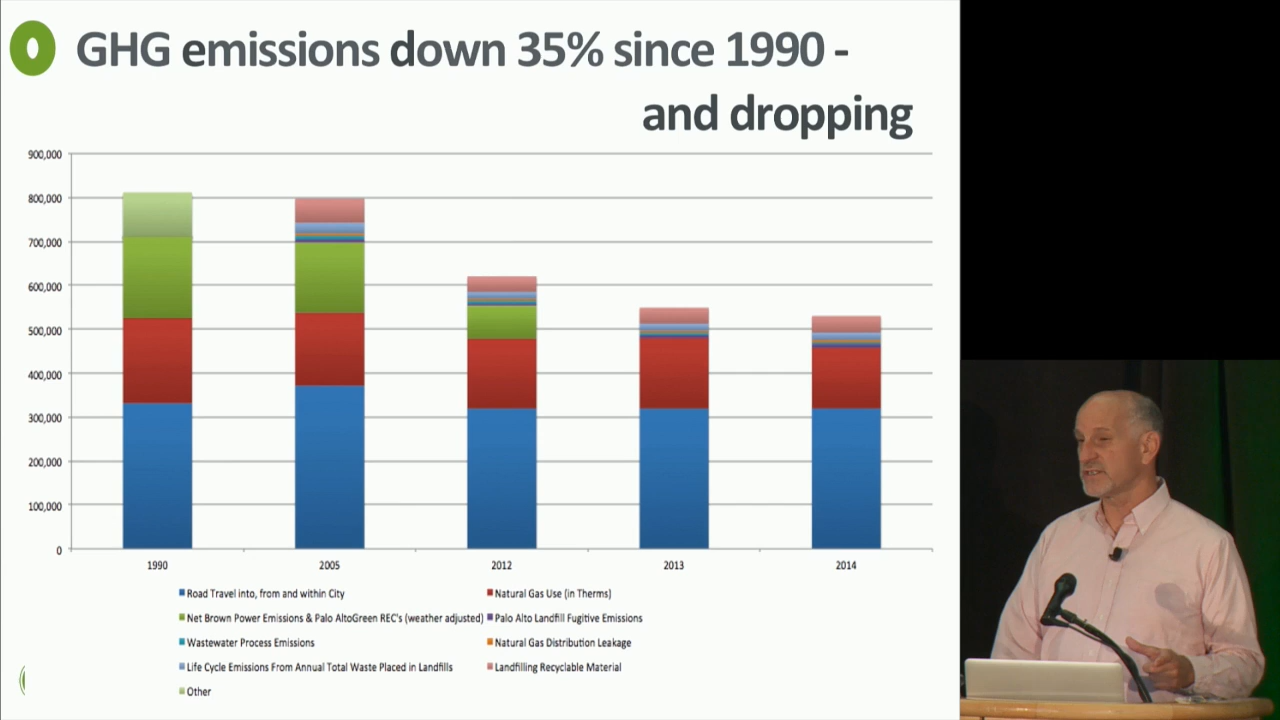 GHG emissions down 35% since 1990 -
and dropping
900,000
800,000
700,000
600,000
500,000
400,000
300,000
200,000
100,000
0
1990 2005 2012 2013 2014
Road Travel into, from and within City
Natural Gas Use (in Therms)
Net Brown Power Emissions & Palo AltoGreen REC's (weather adjusted)
Palo Alto Landfill Fugitive Emissions
Wastewater Process Emissions
Natural Gas Distribution Leakage
Life Cycle Emissions From Annual Total Waste Placed in Landfills
Landfilling Recyclable Material
Other